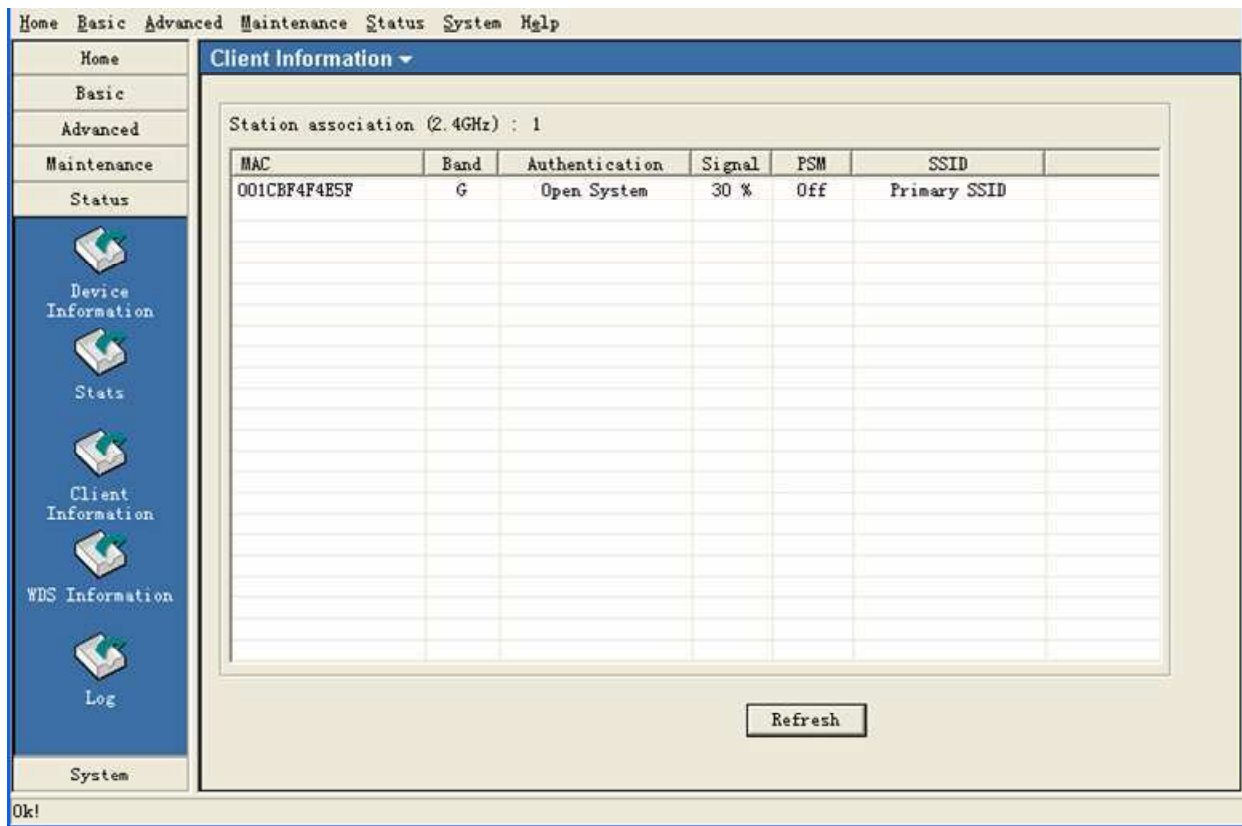 Home Basic Advanced Maintenance Status System Help
Home
Basic
Advanced
Maintenance
Status
Device
Information
Stats
Client
Information
WDS Information
Log
System
Client Information
Station association (2.4GHz) : 1
MAC Band Authentication Signal PSM SSID
001CBF4F4E5F G Open System 30 % Off Primary SSID
Refresh
Ok!